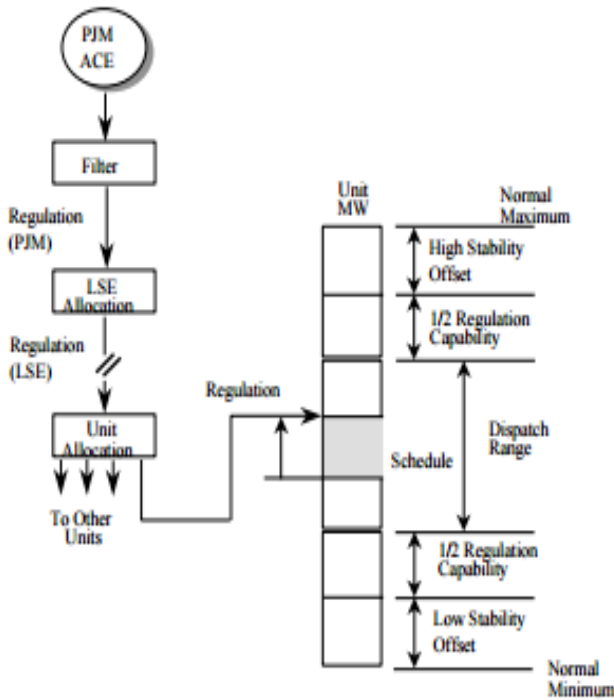 PJM
ACE
Filter
Regulation
(PJM)
LSE
Allocation
Regulation
(LSE)
Unit
Allocation
To Other
Units
Regulation
Unit
MW
Normal
Maximum
High Stability
Offset
1/2 Regulation
Capability
Schedule
Dispatch
Range
1/2 Regulation
Capability
Low Stability
Offset
Normal
Minimum